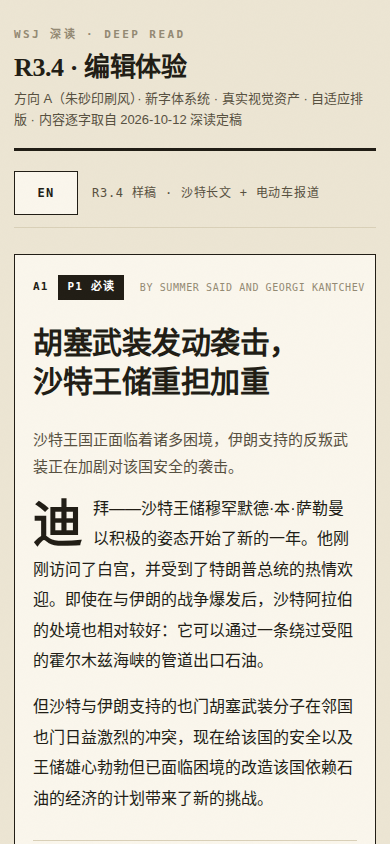 WSJ 深读 · DEEP READ
R3.4 · 编辑体验
方向 A（朱砂印刷风）· 新字体系统 · 真实视觉资产 · 自适应排
版 · 内容逐字取自 2026-10-12 深读定稿
EN
R3.4 样稿 · 沙特长文 + 电动车报道
A1 P1 必读 BY SUMMER SAID AND GEORGI KANTCHEV
胡塞武装发动袭击，
沙特王储重担加重
沙特王国正面临着诸多困境，伊朗支持的反叛武
装正在加剧对该国安全的袭击。
迪拜——沙特王储穆罕默德·本·萨勒曼
以积极的姿态开始了新的一年。他刚
刚访问了白宫，并受到了特朗普总统的热情欢
迎。即使在与伊朗的战争爆发后，沙特阿拉伯
的处境也相对较好：它可以通过一条绕过受阻
的霍尔木兹海峡的管道出口石油。
但沙特与伊朗支持的也门胡塞武装分子在邻国
也门日益激烈的冲突，现在给该国的安全以及
王储雄心勃勃但已面临困境的改造该国依赖石
油的经济的计划带来了新的挑战。